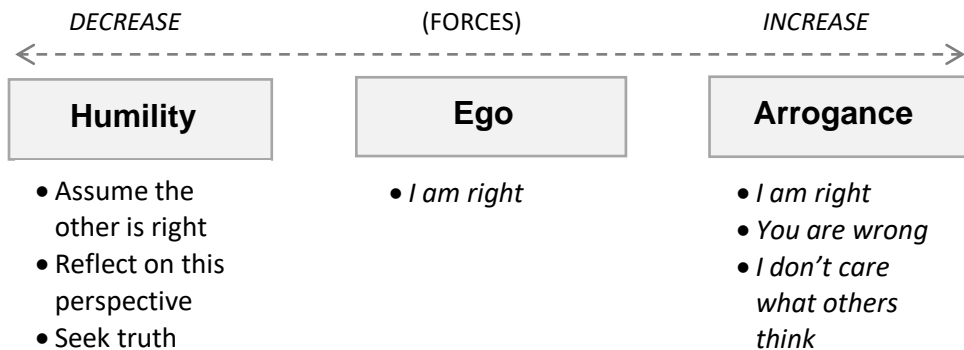 DECREASE (FORCES) INCREASE
Humility Ego Arrogance
• Assume the
other is right
• Reflect on this
perspective
• Seek truth
• I am right
• I am right
• You are wrong
• I don’t care
what others
think